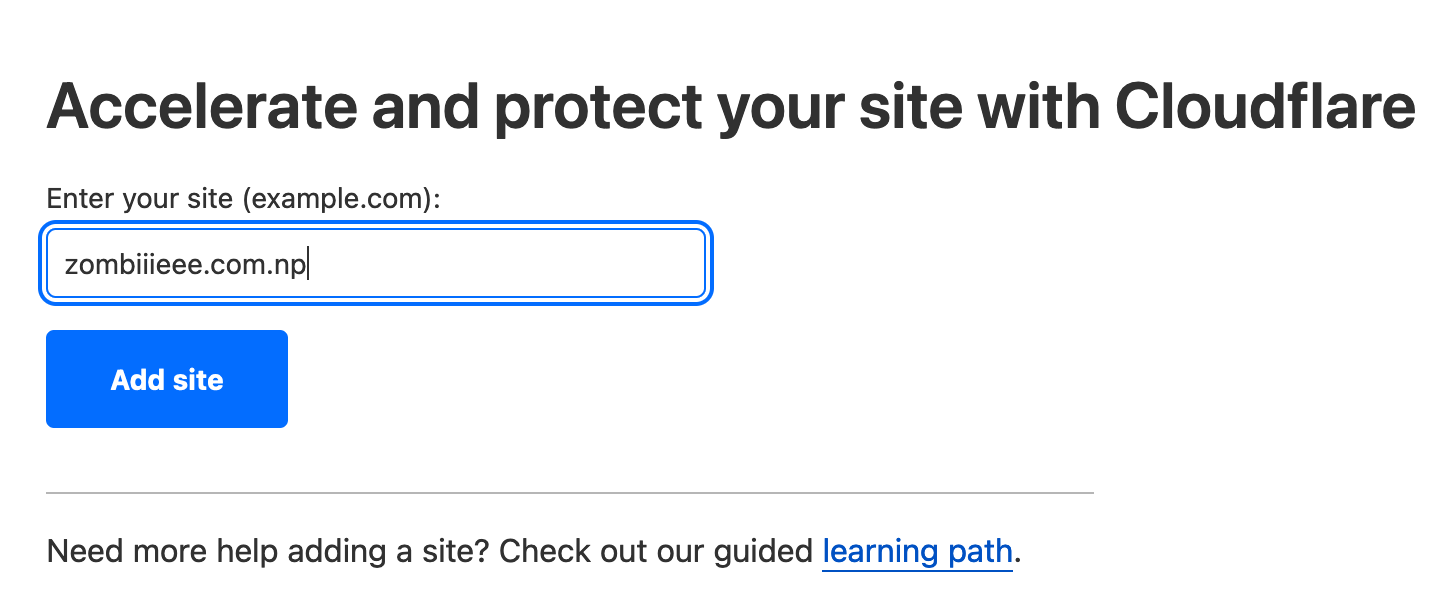 Accelerate and protect your site with Cloudflare
Enter your site (example.com):
zombiiieeee.com.np
Add site
Need more help adding a site? Check out our guided learning path.